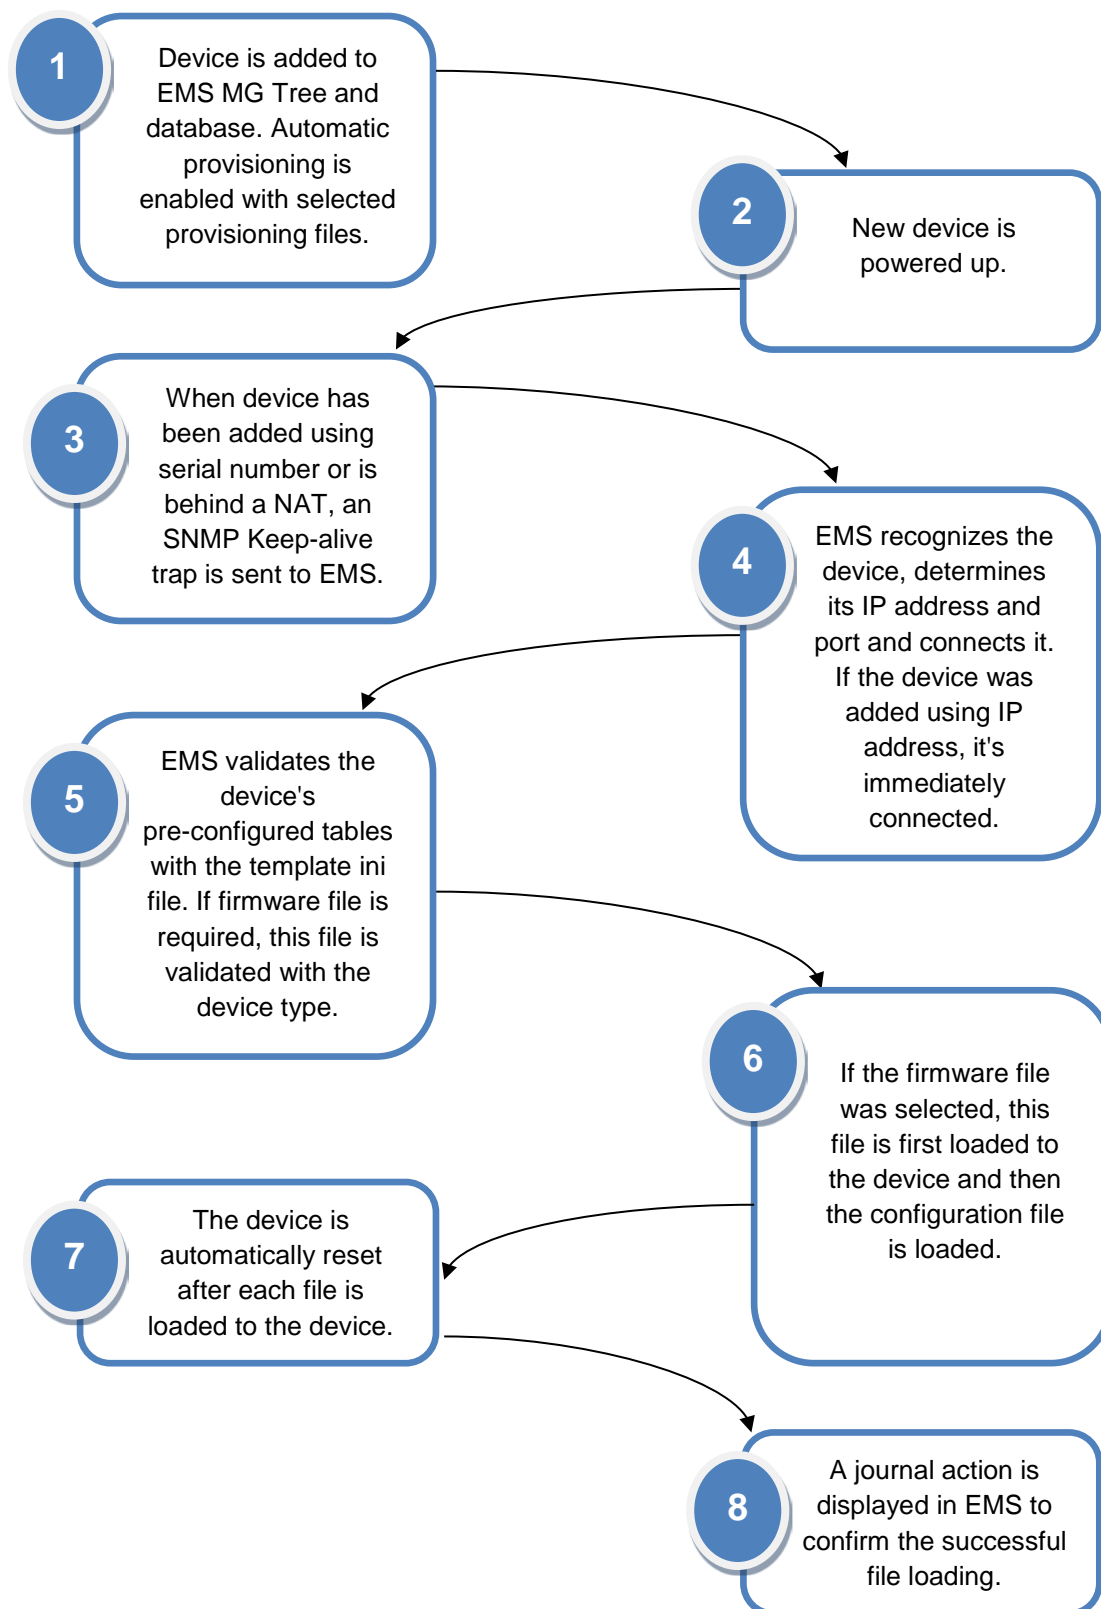 1
Device is added to
EMS MG Tree and
database. Automatic
provisioning is
enabled with selected
provisioning files.
2
New device is
powered up.
3
When device has
been added using
serial number or is
behind a NAT, an
SNMP Keep-alive
trap is sent to EMS.
4
EMS recognizes the
device, determines
its IP address and
port and connects it.
If the device was
added using IP
address, it's
immediately
connected.
5
EMS validates the
device's
pre-configured tables
with the template ini
file. If firmware file is
required, this file is
validated with the
device type.
6
If the firmware file
was selected, this
file is first loaded to
the device and then
the configuration file
is loaded.
7
The device is
automatically reset
after each file is
loaded to the device.
8
A journal action is
displayed in EMS to
confirm the successful
file loading.